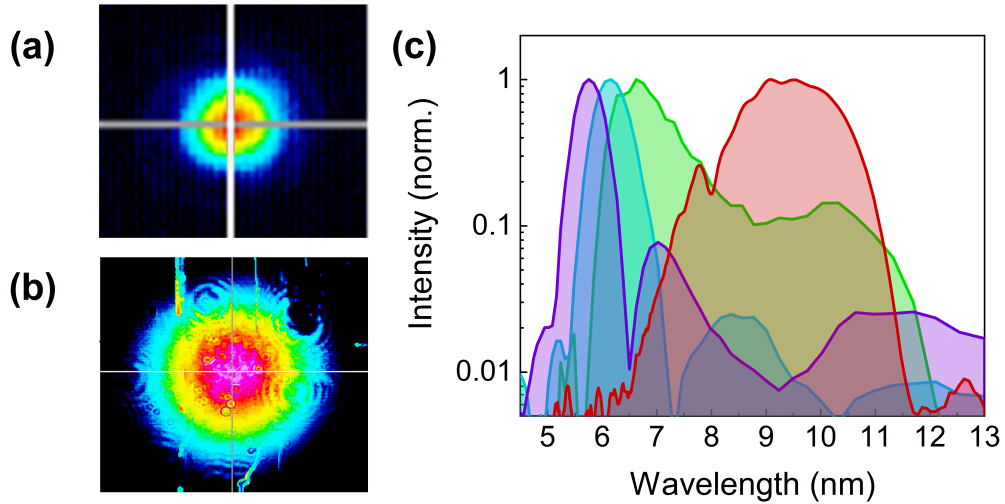 (a)
(b)
(c)
Intensity (norm.)
1
0.1
0.01
5 6 7 8 9 10 11 12 13
Wavelength (nm)